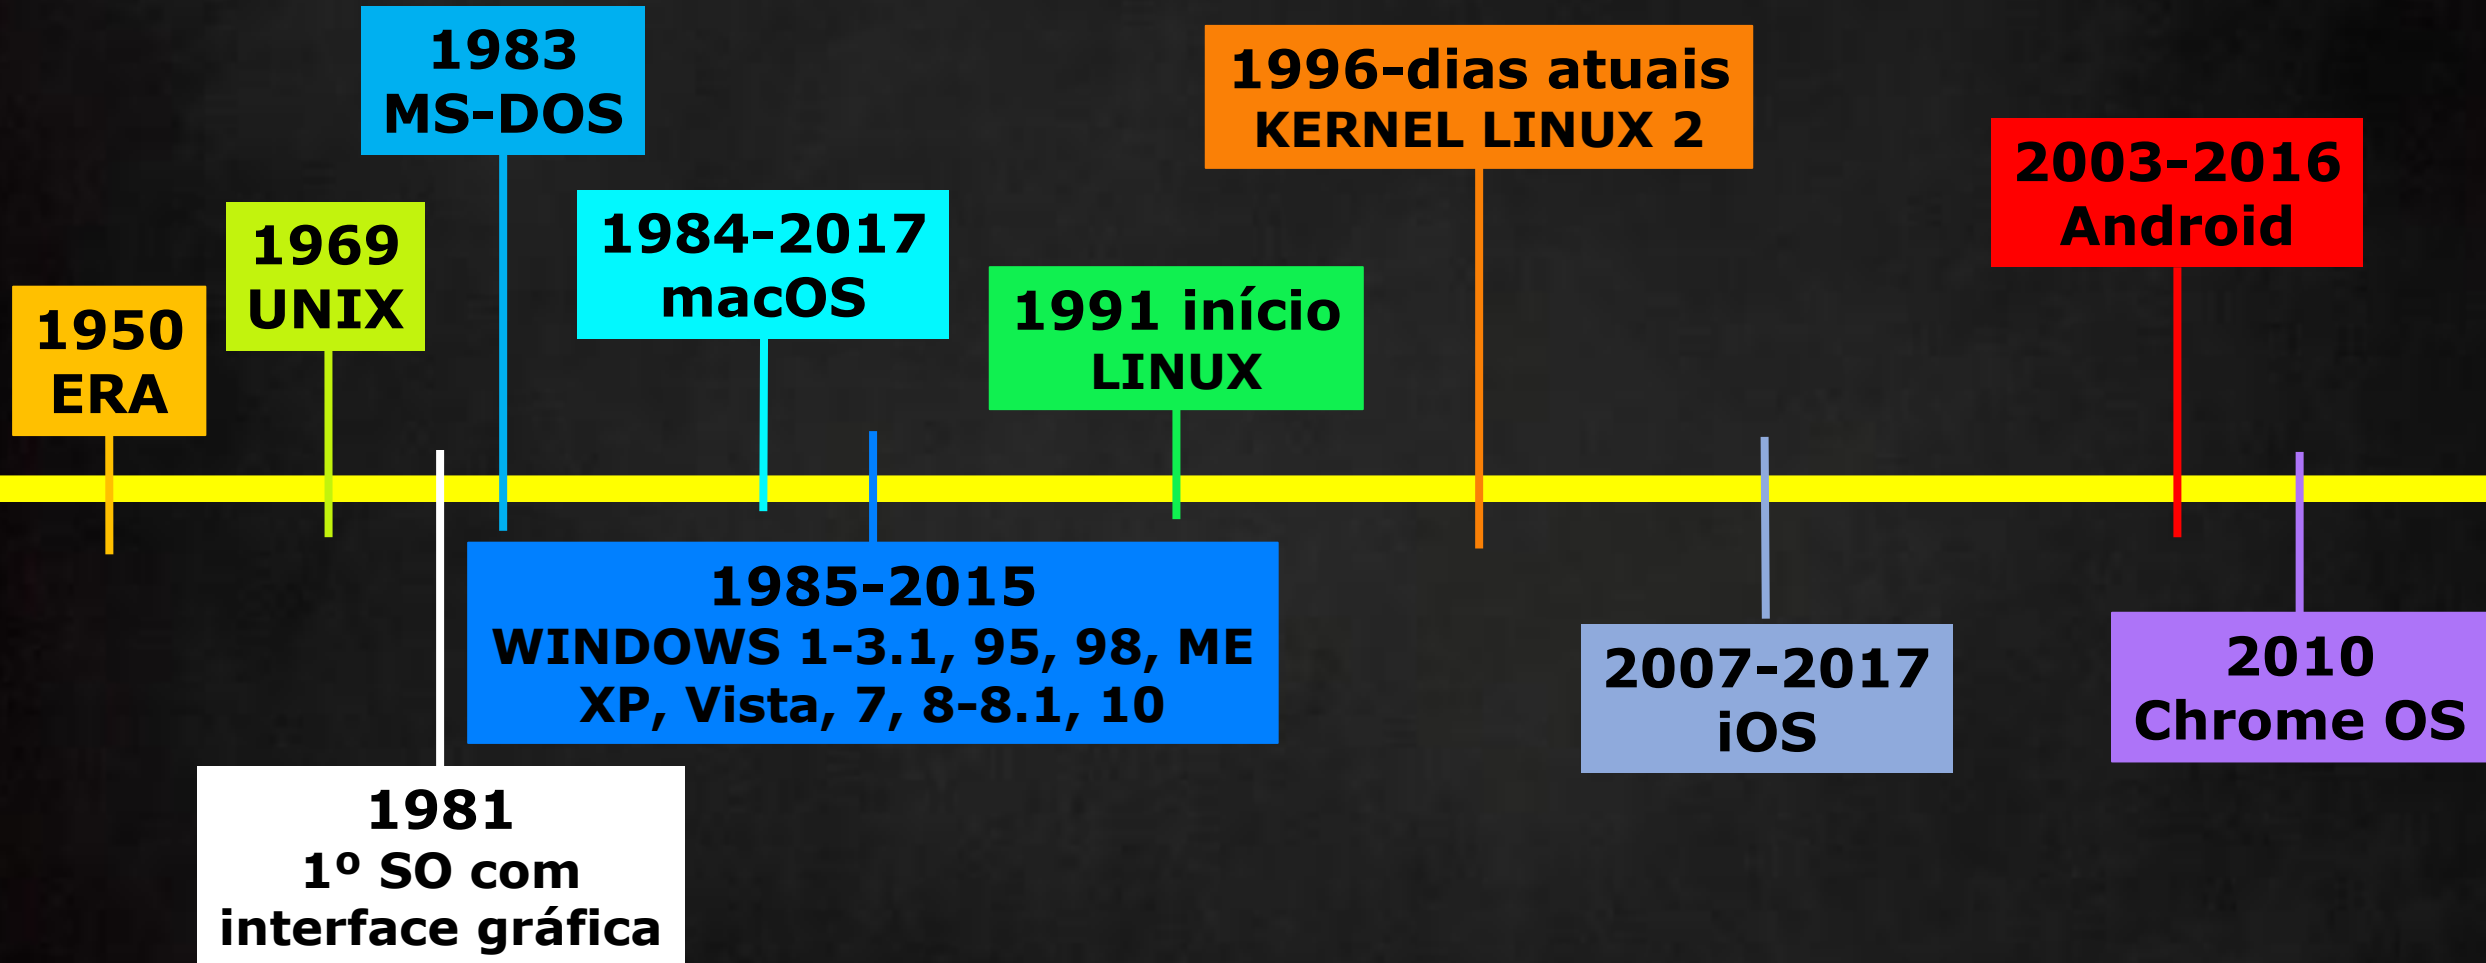 1950
ERA
1969
UNIX
1981
1º SO com
interface gráfica
1983
MS-DOS
1984-2017
macOS
1985-2015
WINDOWS 1-3.1, 95, 98, ME
XP, Vista, 7, 8-8.1, 10
1991 início
LINUX
1996-dias atuais
KERNEL LINUX 2
2007-2017
iOS
2003-2016
Android
2010
Chrome OS